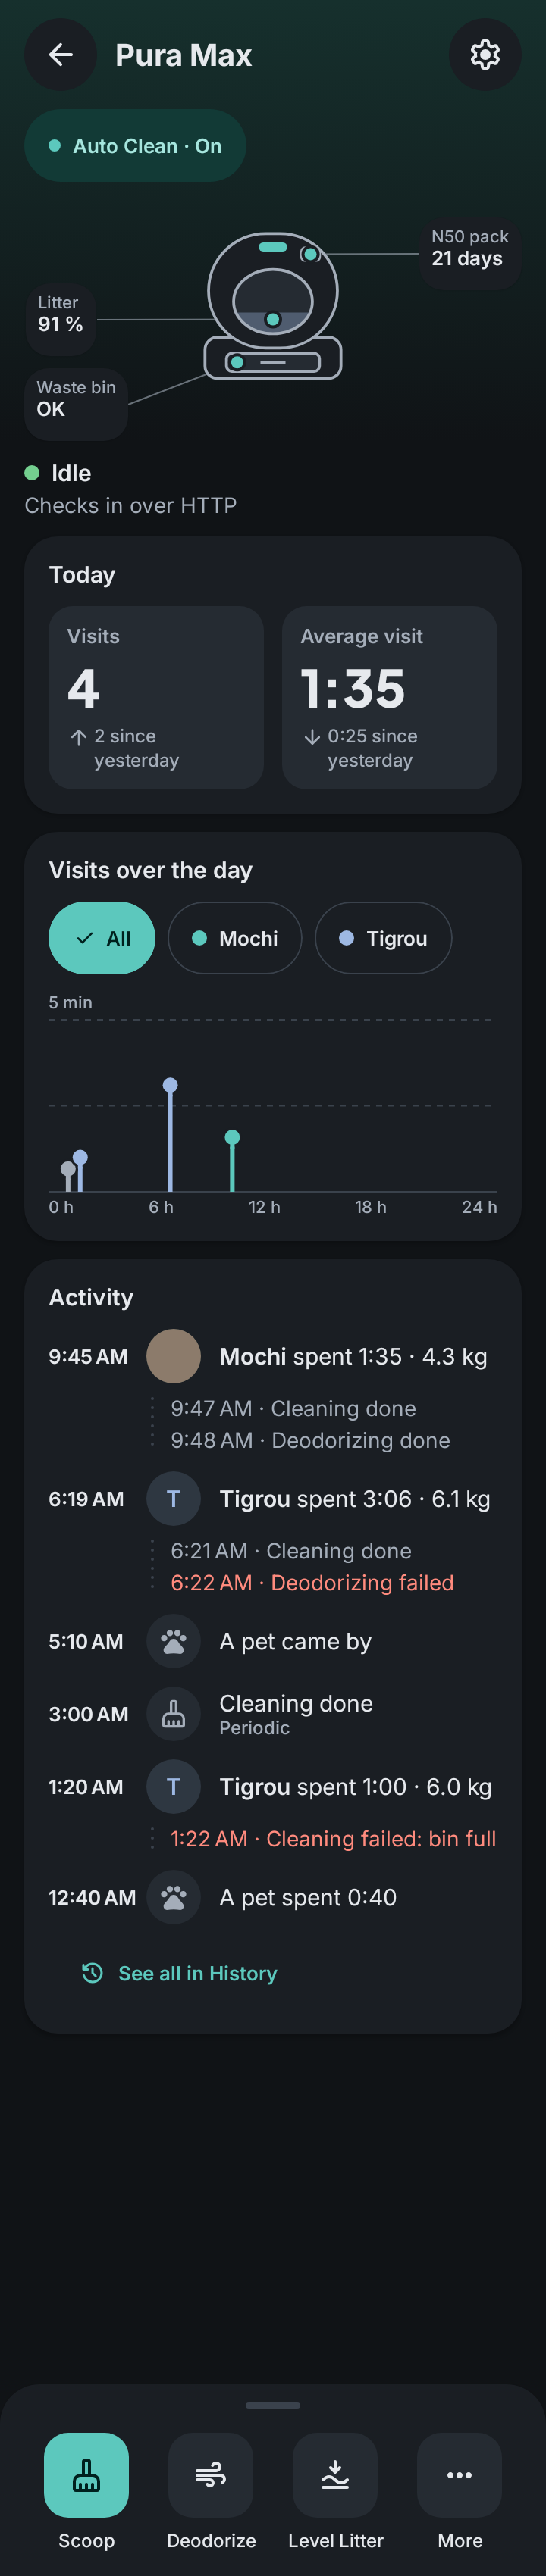 Pura Max
Auto Clean · On
N50 pack
21 days
Litter
91 %
Waste bin
OK
Idle
Checks in over HTTP
Today
Visits
4
2 since
yesterday
Average visit
1:35
0:25 since
yesterday
Visits over the day
All
Mochi
Tigrou
5 min
0 h
6 h
12 h
18 h
24 h
Activity
9:45 AM
Mochi spent 1:35 · 4.3 kg
9:47 AM · Cleaning done
9:48 AM · Deodorizing done
6:19 AM
T
Tigrou spent 3:06 · 6.1 kg
6:21 AM · Cleaning done
6:22 AM · Deodorizing failed
5:10 AM
A pet came by
3:00 AM
Cleaning done
Periodic
1:20 AM
T
Tigrou spent 1:00 · 6.0 kg
1:22 AM · Cleaning failed: bin full
12:40 AM
A pet spent 0:40
See all in History
Scoop
Deodorize
Level Litter
More